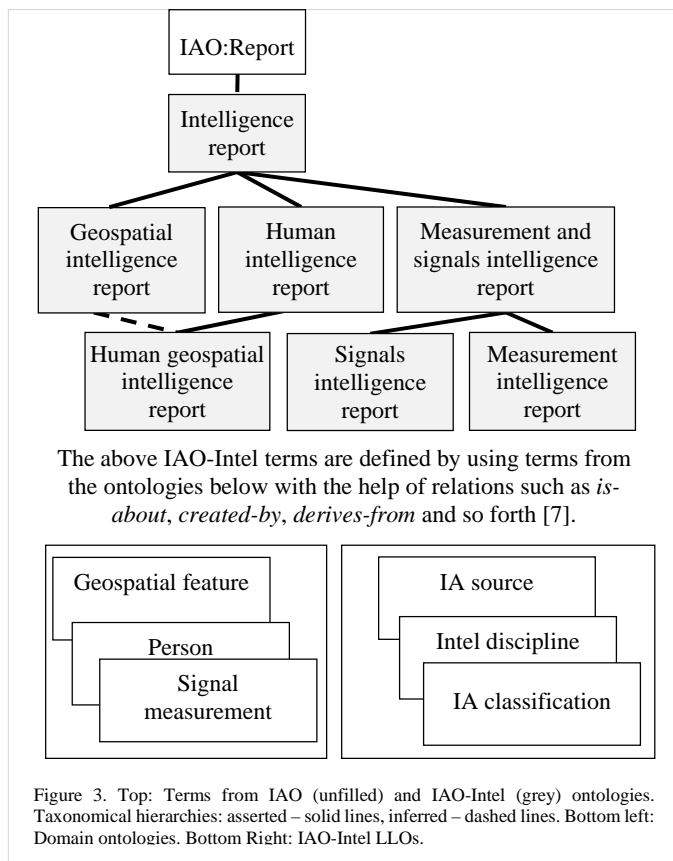 IAO:Report
Intelligence
report
Geospatial
intelligence
report
Human
intelligence
report
Measurement and
signals intelligence
report
Human geospatial
intelligence
report
Signals
intelligence
report
Measurement
intelligence
report
The above IAO-Intel terms are defined by using terms from
the ontologies below with the help of relations such as is-
about, created-by, derives-from and so forth [7].
Geospatial feature
Person
Signal
measurement
IA source
Intel discipline
IA classification
Figure 3. Top: Terms from IAO (unfilled) and IAO-Intel (grey) ontologies.
Taxonomical hierarchies: asserted – solid lines, inferred – dashed lines. Bottom left:
Domain ontologies. Bottom Right: IAO-Intel LLOs.